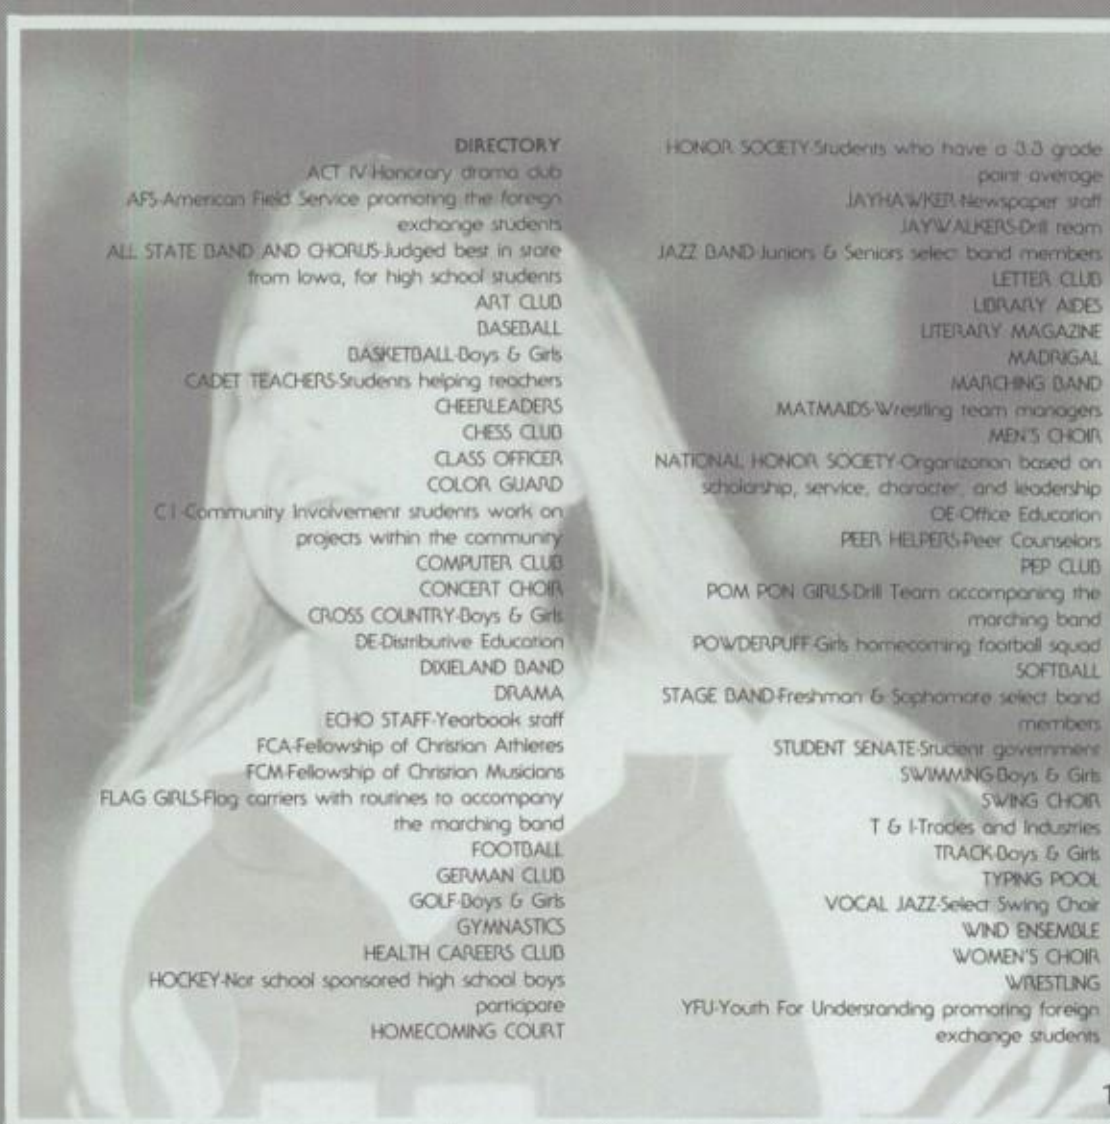 DIRECTORY
ACT IV-Honorary drama club
AFS-American Field Service promoting the foreign
exchange students
ALL STATE BAND AND CHORUS-Judged best in state
from Iowa, for high school students
ART CLUB
BASEBALL
BASKETBALL-Boys & Girls
CADET TEACHERS-Students helping teachers
CHEERLEADERS
CHESS CLUB
CLASS OFFICER
COLOR GUARD
C I-Community Involvement students work on
projects within the community
COMPUTER CLUB
CONCERT CHOIR
CROSS COUNTRY-Boys & Girls
DE-Distributive Education
DIXIELAND BAND
DRAMA
ECHO STAFF-Yearbook staff
FCA-Fellowship of Christian Athletes
FCM-Fellowship of Christian Musicians
FLAG GIRLS-Flag carriers with routines to accompany
the marching band
FOOTBALL
GERMAN CLUB
GOLF-Boys & Girls
GYMNASTICS
HEALTH CAREERS CLUB
HOCKEY-Not school sponsored high school boys
participate
HOMECOMING COURT
HONOR SOCIETY-Students who have a 3.3 grade
point average
JAYHAWKER-Newspaper staff
JAYWALKERS-Drill team
JAZZ BAND-Juniors & Seniors select band members
LETTER CLUB
LIBRARY AIDES
LITERARY MAGAZINE
MADRIGAL
MARCHING BAND
MATMAIDS-Wrestling team managers
MEN'S CHOIR
NATIONAL HONOR SOCIETY-Organization based on
scholarship, service, character, and leadership
OE-Office Education
PEER HELPERS-Peer Counselors
PEP CLUB
POM PON GIRLS-Drill Team accompaning the
marching band
POWDERPUFF-Girls homecoming football squad
SOFTBALL
STAGE BAND-Freshman & Sophomore select band
members
STUDENT SENATE-Student government
SWIMMING-Boys & Girls
SWING CHOIR
T & I-Trades and Industries
TRACK-Boys & Girls
TYPING POOL
VOCAL JAZZ-Select Swing Choir
WIND ENSEMBLE
WOMEN'S CHOIR
WRESTLING
YFU-Youth For Understanding promoting foreign
exchange students